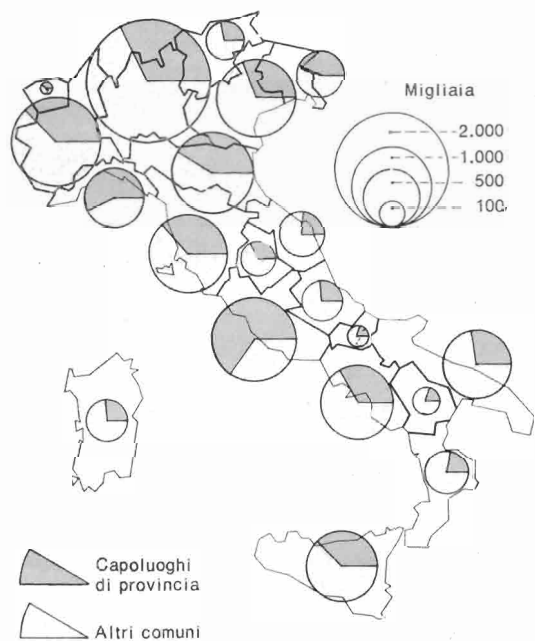 Migliaia
2.000
1.000
500
100
Capoluoghi
di provincia
Altri comuni